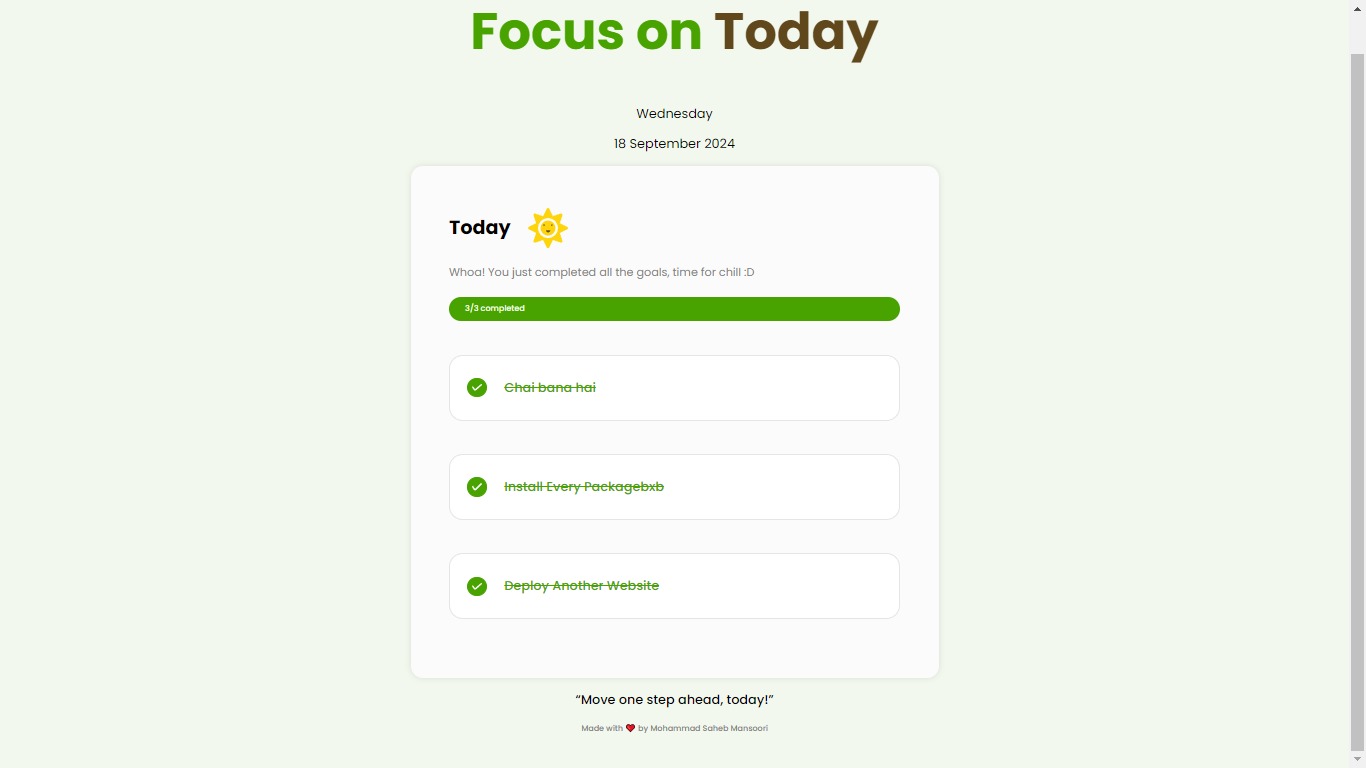 Focus on Today
Wednesday
18 September 2024
Today
Whoa! You just completed all the goals, time for chill :D
3/3 completed
Chai bana hai
Install Every Packagebxb
Deploy Another Website
“Move one step ahead, today!”
Made with ❤️ by Mohammad Saheb Mansoori